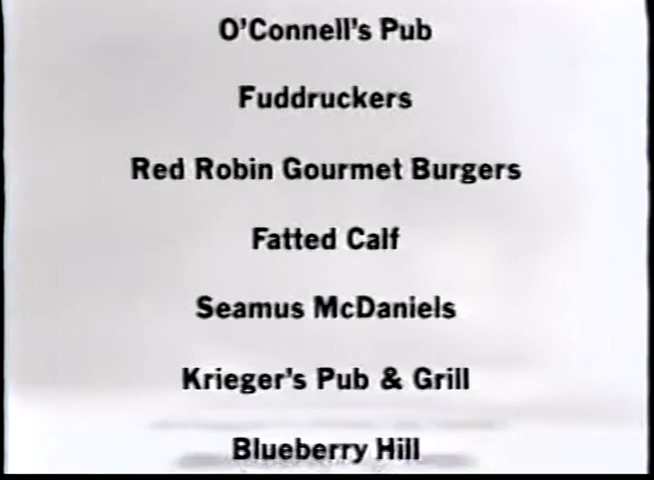 O'Connell's Pub
Fuddruckers
Red Robin Gourmet Burgers
Fatted Calf
Seamus McDaniels
Krieger's Pub & Grill
Blueberry Hill